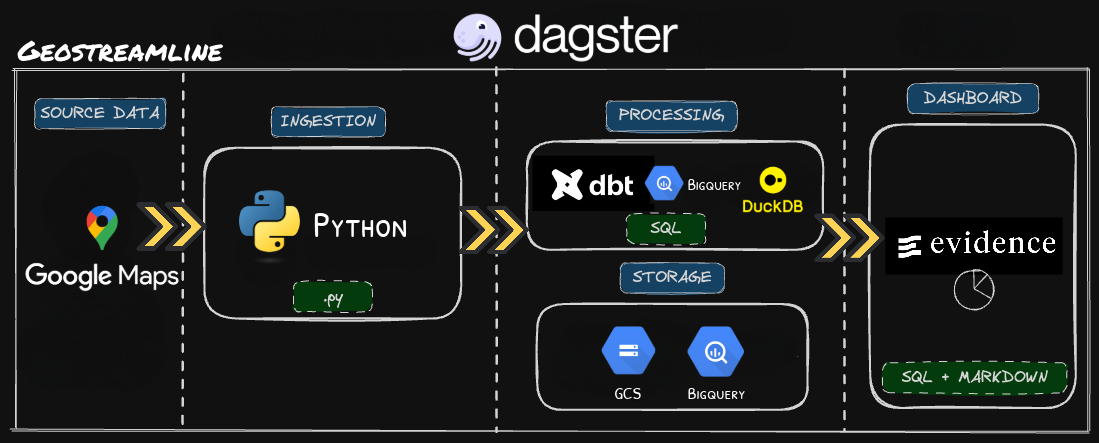 dagster
GEOSTREAMLINE
SOURCE DATA
Google Maps
INGESTION
PYTHON
.py
PROCESSING
dbt
BIGQUERY
DuckDB
SQL
STORAGE
GCS
BIGQUERY
DASHBOARD
evidence
SQL + MARKDOWN